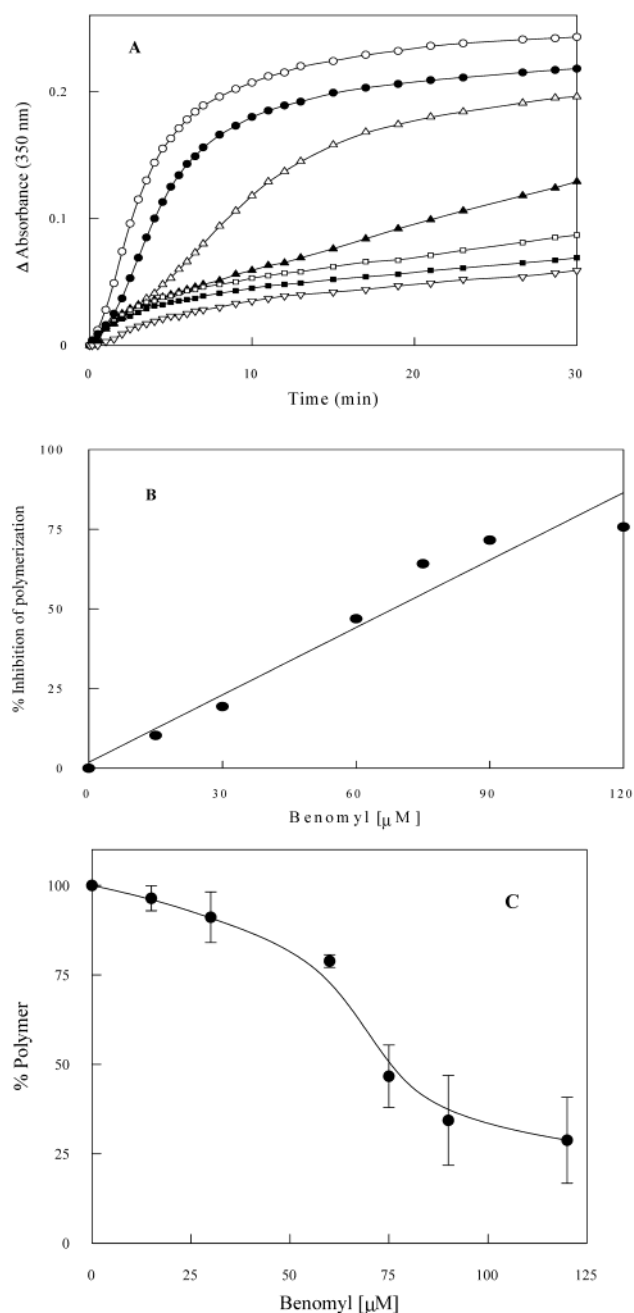 A
0.2
0.1
0
Δ Absorbance (350 nm)
0 10 20 30
Time (min)
B
100
75
50
25
0
% Inhibition of polymerization
0 30 60 90 120
Benomyl [μM]
C
100
75
50
25
0
% Polymer
0 25 50 75 100 125
Benomyl [μM]